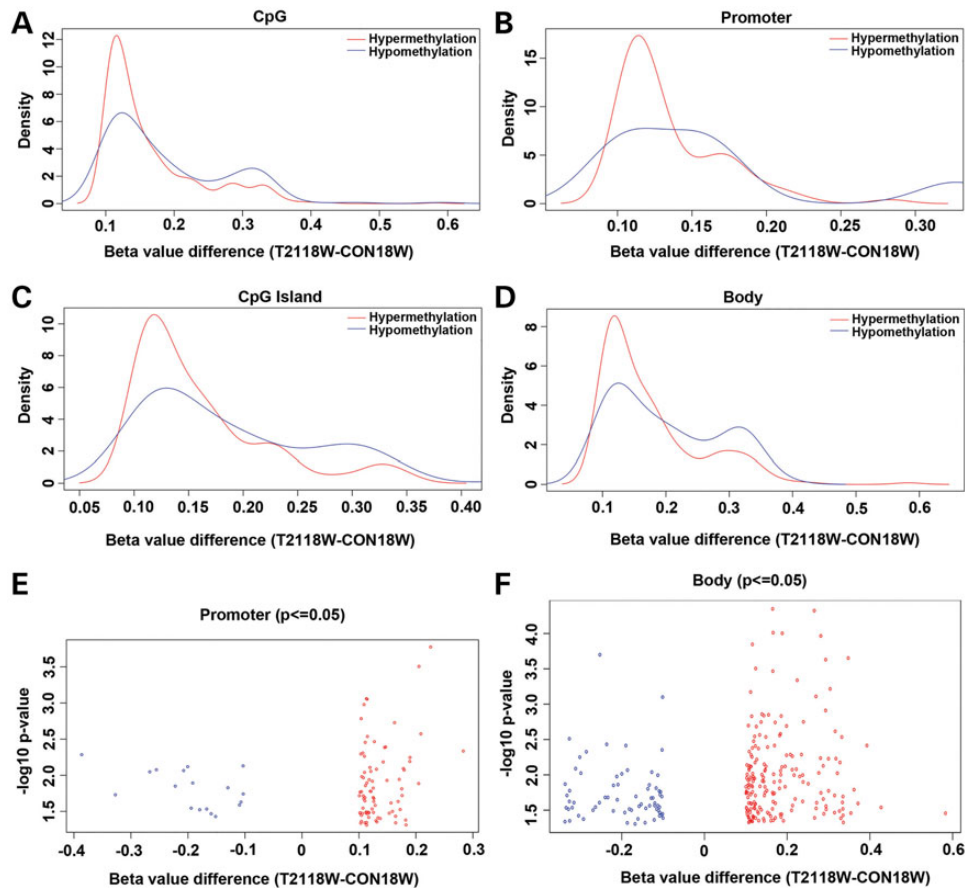 A
CpG
Hypermethylation
Hypomethylation
Density
12
10
8
6
4
2
0
0.1 0.2 0.3 0.4 0.5 0.6
Beta value difference (T2118W-CON18W)
B
Promoter
Hypermethylation
Hypomethylation
Density
15
10
5
0
0.10 0.15 0.20 0.25 0.30
Beta value difference (T2118W-CON18W)
C
CpG Island
Hypermethylation
Hypomethylation
Density
10
8
6
4
2
0
0.05 0.10 0.15 0.20 0.25 0.30 0.35 0.40
Beta value difference (T2118W-CON18W)
D
Body
Hypermethylation
Hypomethylation
Density
8
6
4
2
0
0.1 0.2 0.3 0.4 0.5 0.6
Beta value difference (T2118W-CON18W)
E
Promoter (p<=0.05)
-log10 p-value
3.5
3.0
2.5
2.0
1.5
-0.4 -0.3 -0.2 -0.1 0 0.1 0.2 0.3
Beta value difference (T2118W-CON18W)
F
Body (p<=0.05)
-log10 p-value
4.0
3.5
3.0
2.5
2.0
1.5
-0.2 0 0.2 0.4 0.6
Beta value difference (T2118W-CON18W)